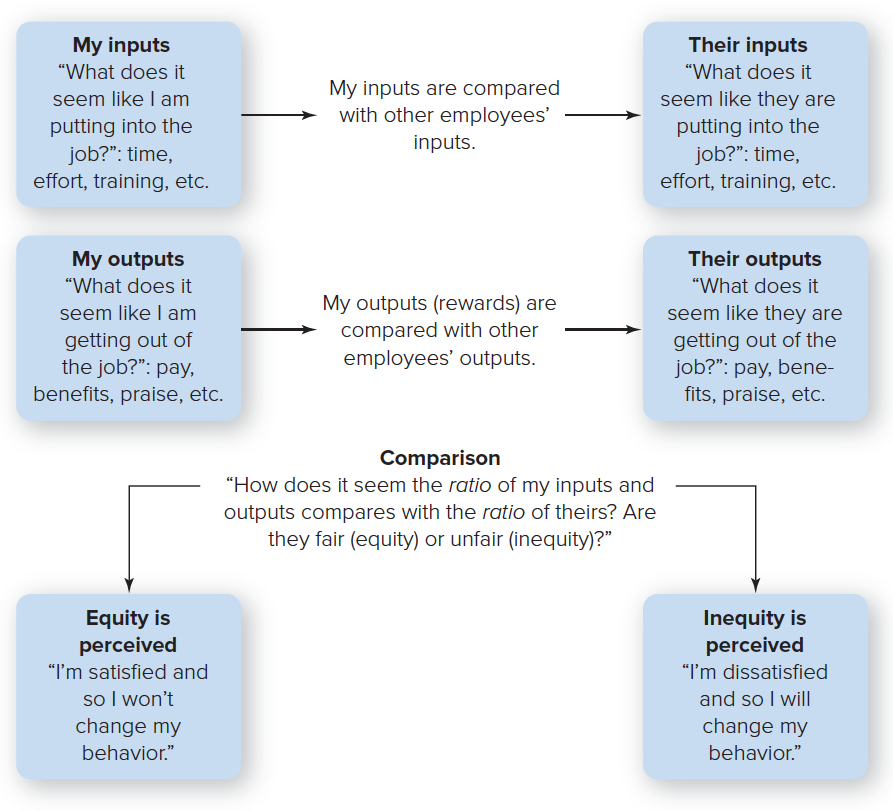 My inputs
“What does it
seem like I am
putting into the
job?”: time,
effort, training, etc.
My inputs are compared
with other employees’
inputs.
Their inputs
“What does it
seem like they are
putting into the
job?”: time,
effort, training, etc.
My outputs
“What does it
seem like I am
getting out of
the job?”: pay,
benefits, praise, etc.
My outputs (rewards) are
compared with other
employees’ outputs.
Their outputs
“What does it
seem like they are
getting out of the
job?”: pay, bene-
fits, praise, etc.
Comparison
“How does it seem the ratio of my inputs and
outputs compares with the ratio of theirs? Are
they fair (equity) or unfair (inequity)?”
Equity is
perceived
“I’m satisfied and
so I won’t
change my
behavior.”
Inequity is
perceived
“I’m dissatisfied
and so I will
change my
behavior.”